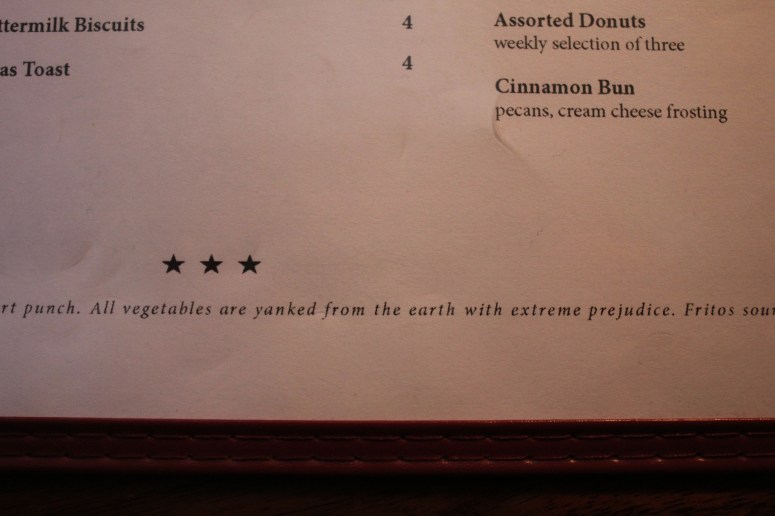 ttermilk Biscuits 4
as Toast 4
Assorted Donuts
weekly selection of three
Cinnamon Bun
pecans, cream cheese frosting
★ ★ ★
rt punch. All vegetables are yanked from the earth with extreme prejudice. Fritos sour